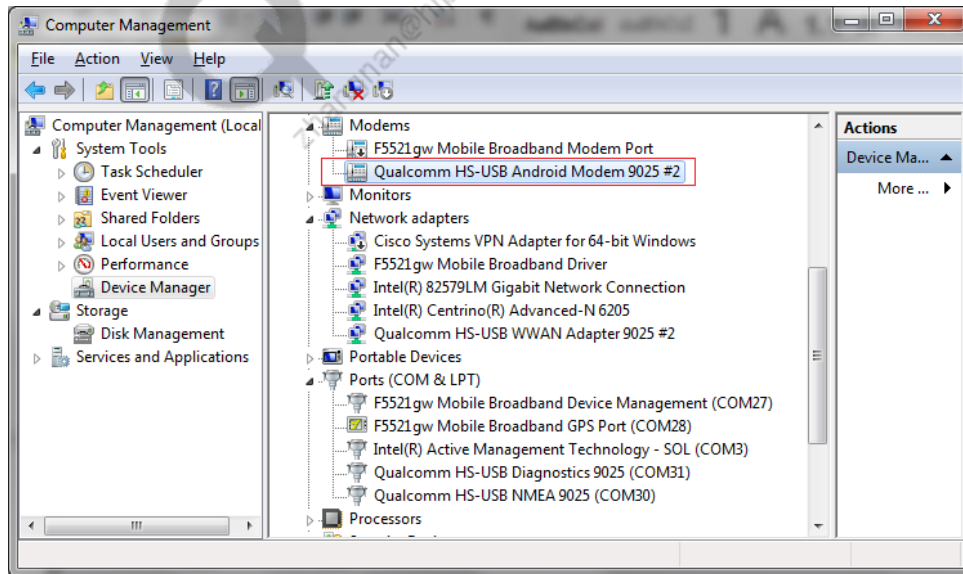 Computer Management
File Action View Help
Computer Management (Local
System Tools
Task Scheduler
Event Viewer
Shared Folders
Local Users and Groups
Performance
Device Manager
Storage
Disk Management
Services and Applications
Modems
F5521gw Mobile Broadband Modem Port
Qualcomm HS-USB Android Modem 9025 #2
Monitors
Network adapters
Cisco Systems VPN Adapter for 64-bit Windows
F5521gw Mobile Broadband Driver
Intel(R) 82579LM Gigabit Network Connection
Intel(R) Centrino(R) Advanced-N 6205
Qualcomm HS-USB WWAN Adapter 9025 #2
Portable Devices
Ports (COM & LPT)
F5521gw Mobile Broadband Device Management (COM27)
F5521gw Mobile Broadband GPS Port (COM28)
Intel(R) Active Management Technology - SOL (COM3)
Qualcomm HS-USB Diagnostics 9025 (COM31)
Qualcomm HS-USB NMEA 9025 (COM30)
Processors
Actions
Device Ma...
More ...